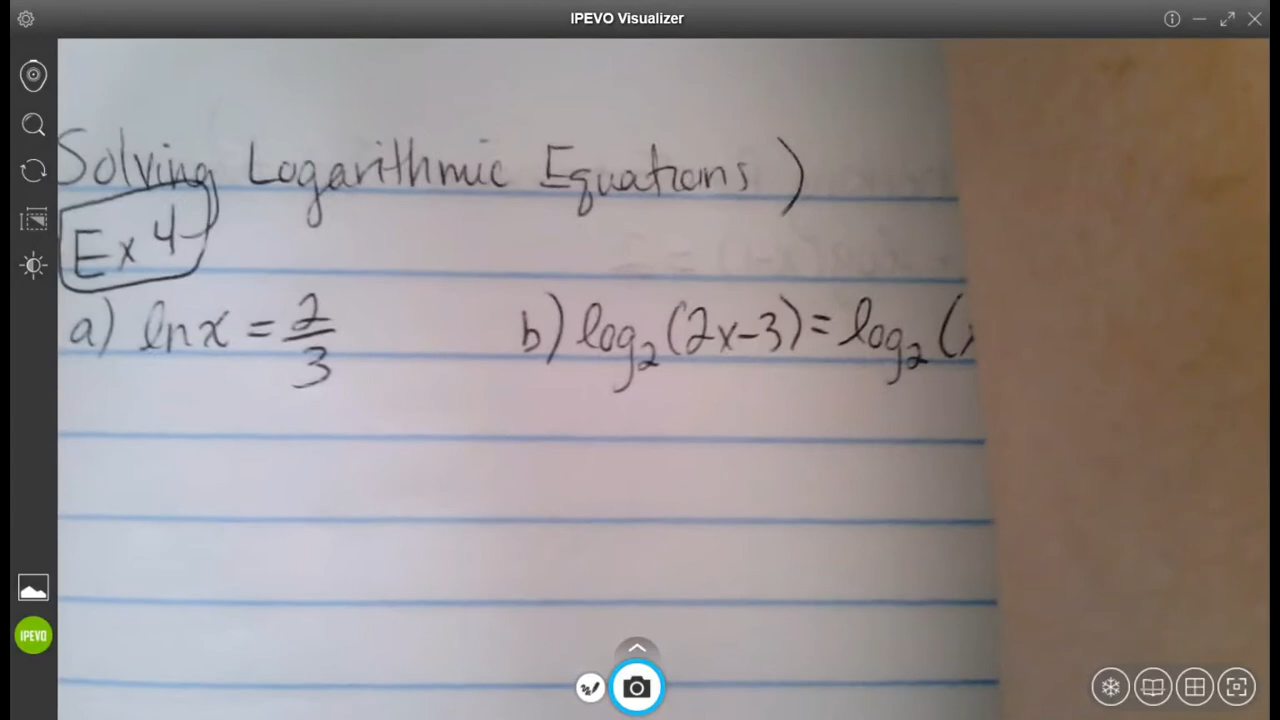 IPEVO Visualizer
Solving Logarithmic Equations)
Ex 4
a) ln x = 2/3
b) log₂(2x-3) = log₂(
IPEVO